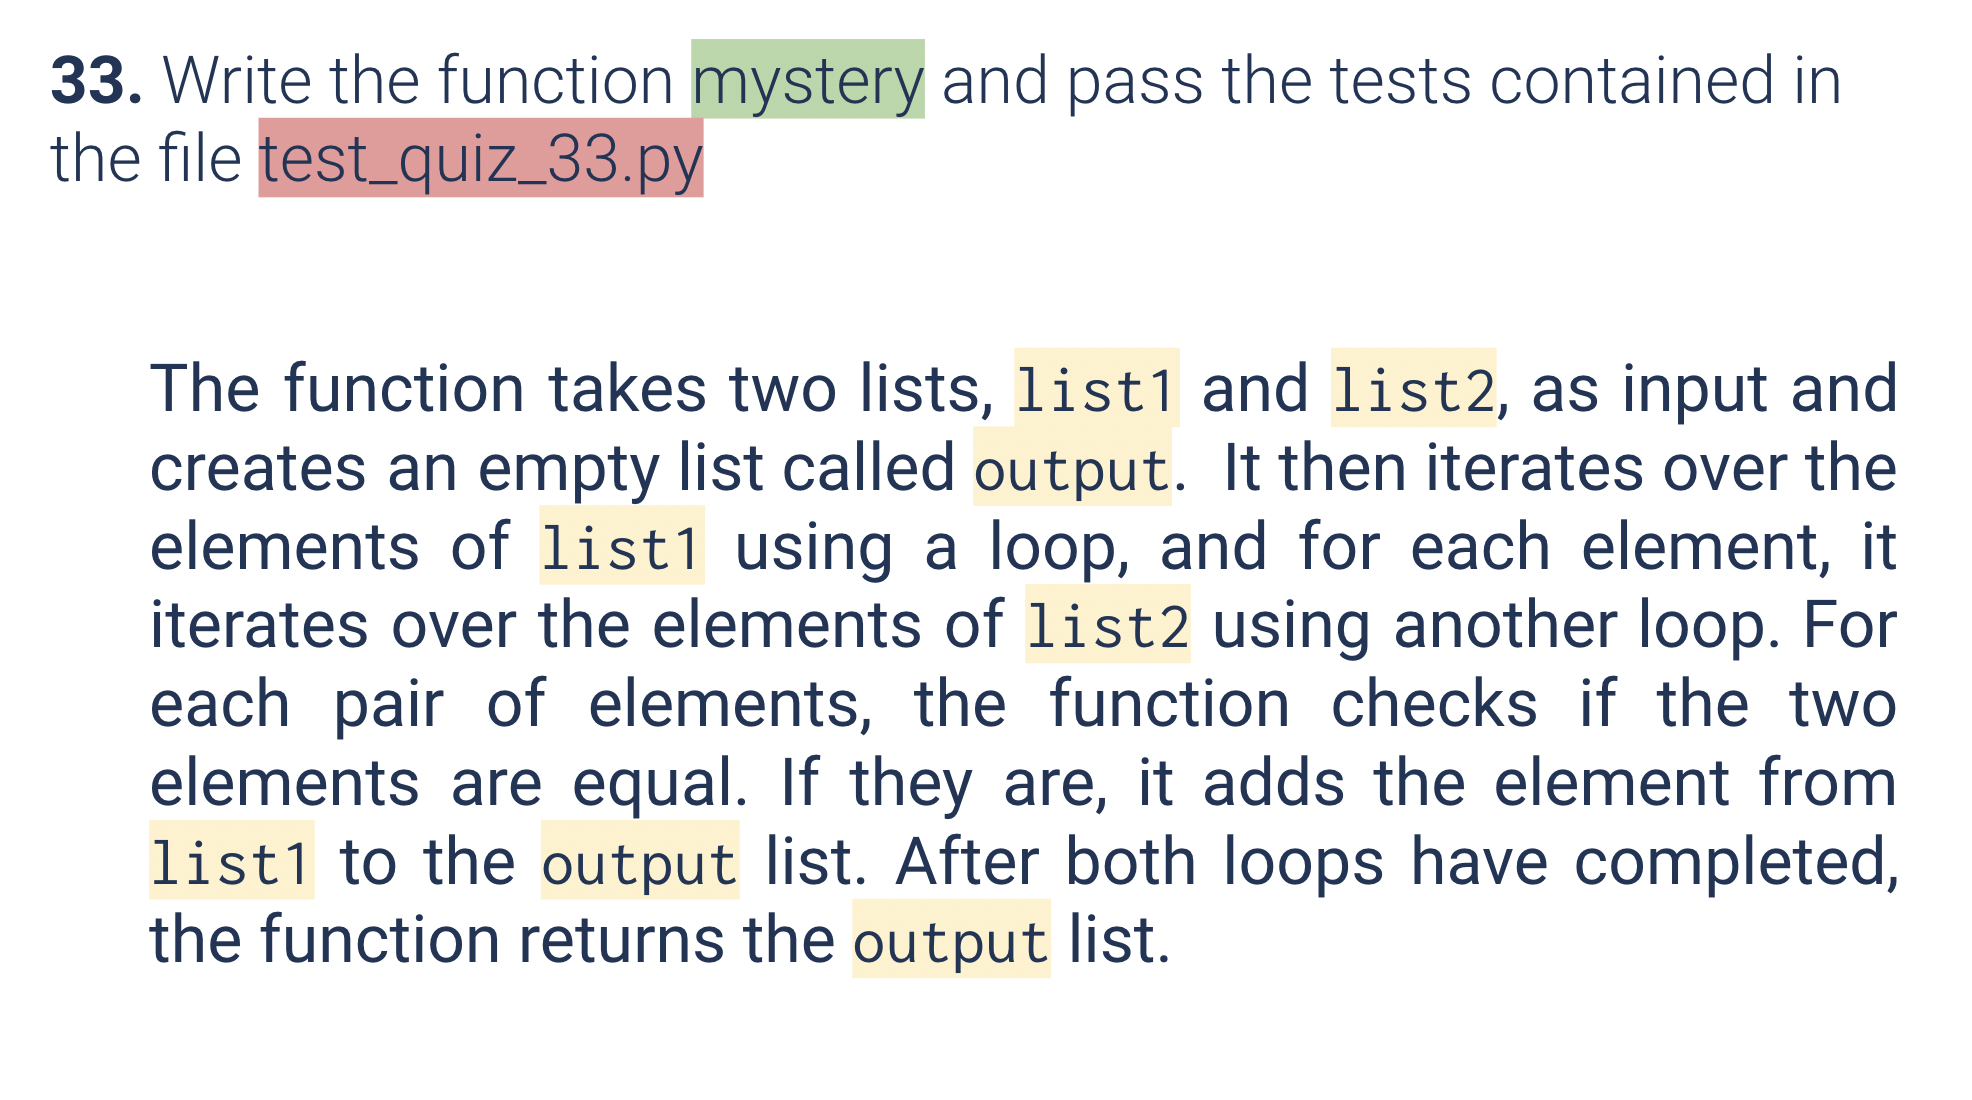 33. Write the function mystery and pass the tests contained in
the file test_quiz_33.py
The function takes two lists, list1 and list2, as input and
creates an empty list called output. It then iterates over the
elements of list1 using a loop, and for each element, it
iterates over the elements of list2 using another loop. For
each pair of elements, the function checks if the two
elements are equal. If they are, it adds the element from
list1 to the output list. After both loops have completed,
the function returns the output list.